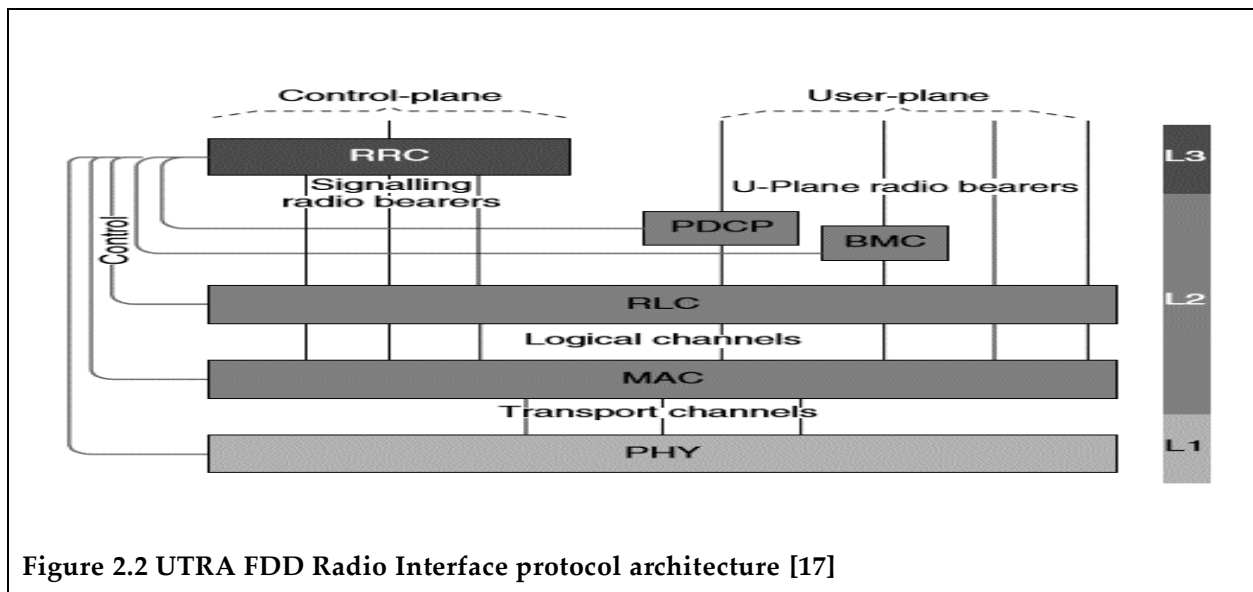 Control-plane
User-plane
RRC
L3
Signalling
radio bearers
U-Plane radio bearers
Control
PDCP
BMC
RLC
L2
Logical channels
MAC
Transport channels
PHY
L1
Figure 2.2 UTRA FDD Radio Interface protocol architecture [17]